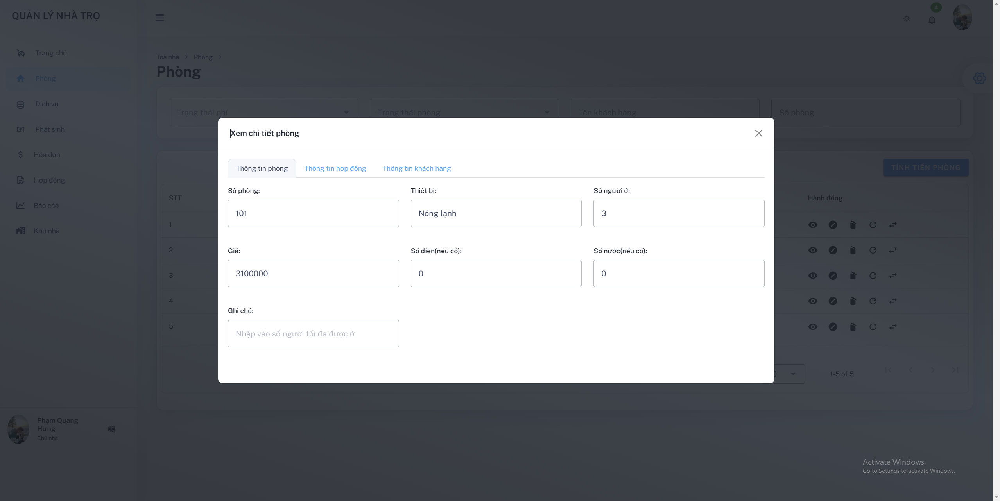 QUẢN LÝ NHÀ TRỌ
4
Trang chủ
Phòng
Dịch vụ
Phát sinh
Hóa đơn
Hợp đồng
Báo cáo
Khu nhà
Phạm Quang
Hưng
Chủ nhà
Toà nhà > Phòng >
Phòng
Trạng thái phí
Trạng thái phòng
Tên khách hàng
Số phòng
TÍNH TIỀN PHÒNG
STT
Hành đồng
1
2
3
4
5
1-5 of 5
Xem chi tiết phòng
Thông tin phòng
Thông tin hợp đồng
Thông tin khách hàng
Số phòng:
Thiết bị:
Số người ở:
101
Nóng lạnh
3
Giá:
Số điện(nếu có):
Số nước(nếu có):
3100000
0
0
Ghi chú:
Nhập vào số người tối đa được ở
Activate Windows
Go to Settings to activate Windows.